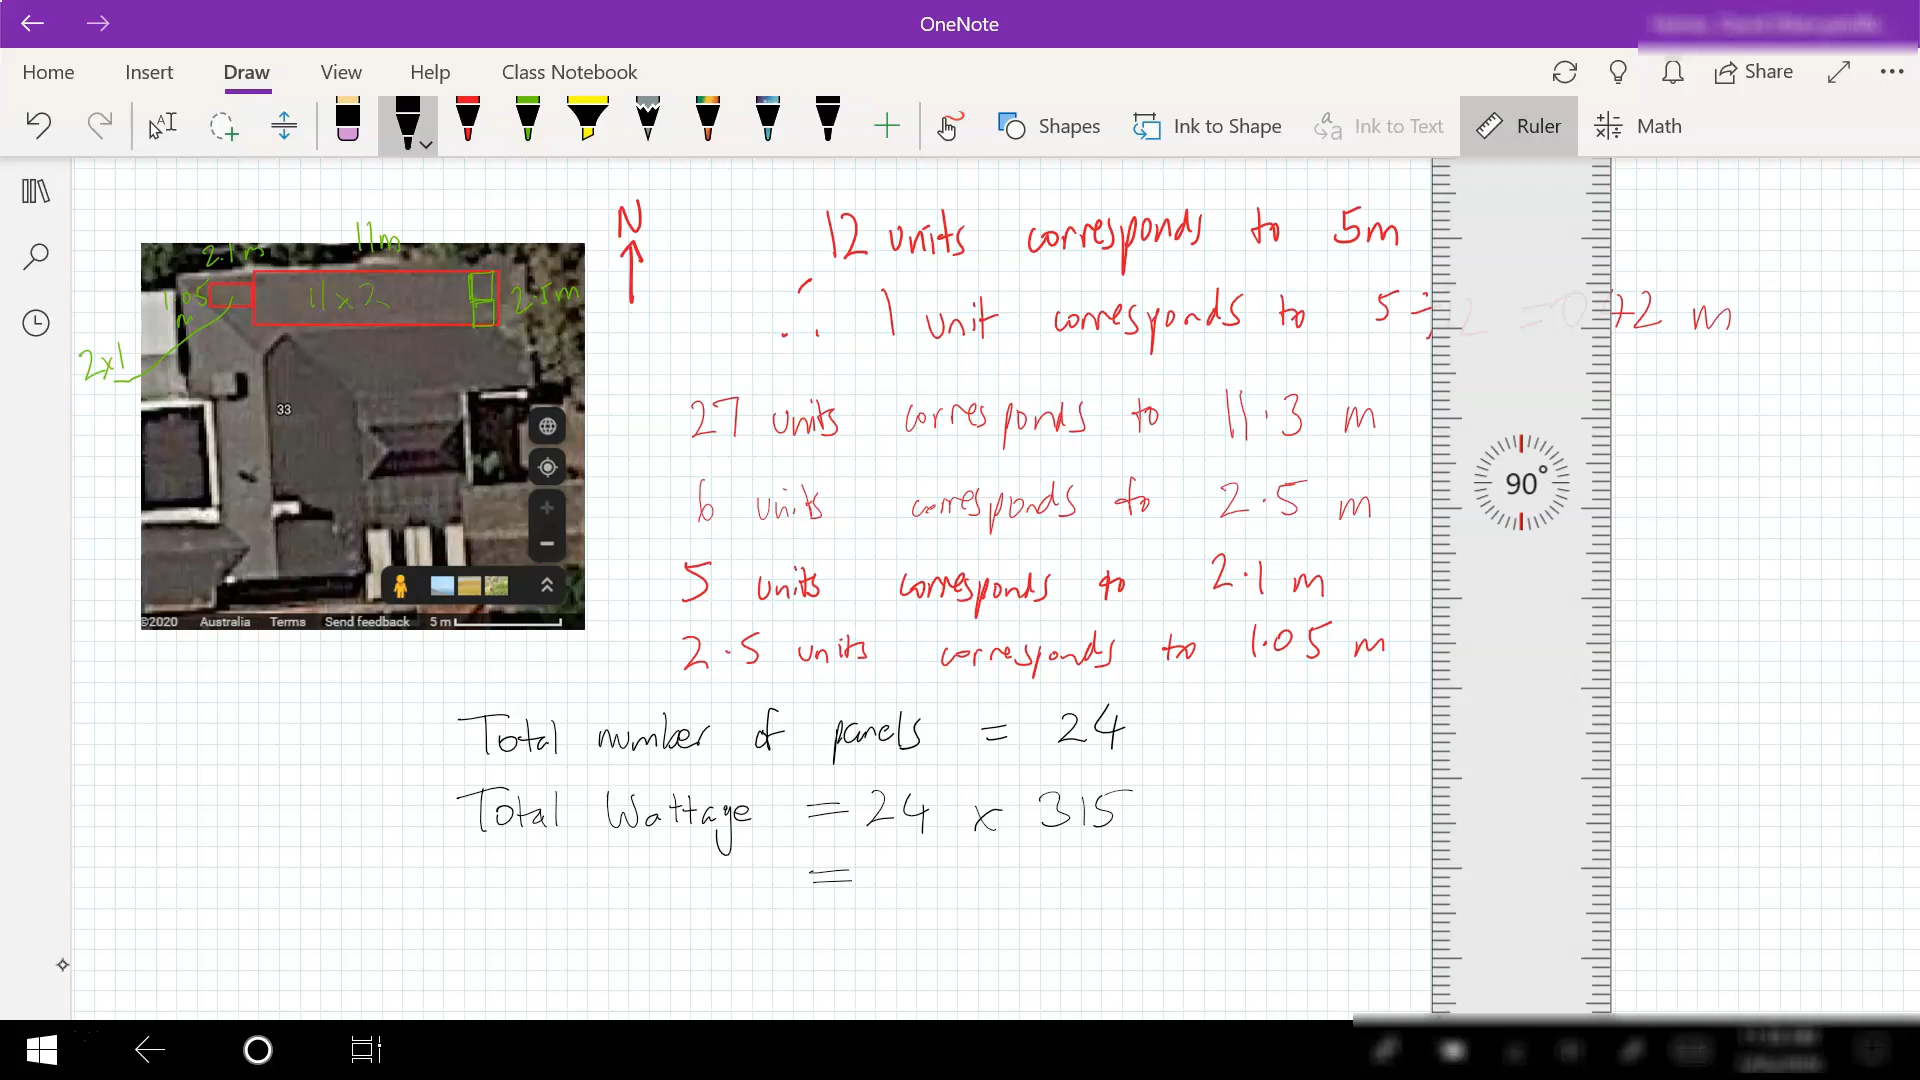 OneNote
Home Insert Draw View Help Class Notebook Share
Shapes Ink to Shape Ink to Text Ruler Math
N
12 units corresponds to 5m
∴ 1 unit corresponds to 5 ÷ 12 = 0.42 m
27 units corresponds to 11.3 m
6 units corresponds to 2.5 m
5 units corresponds to 2.1 m
2.5 units corresponds to 1.05 m
11m
2.1m
1.05 m
11x2
2.5m
2x1
33
©2020 Australia Terms Send feedback 5 m
90°
Total number of panels = 24
Total Wattage = 24 x 315
=